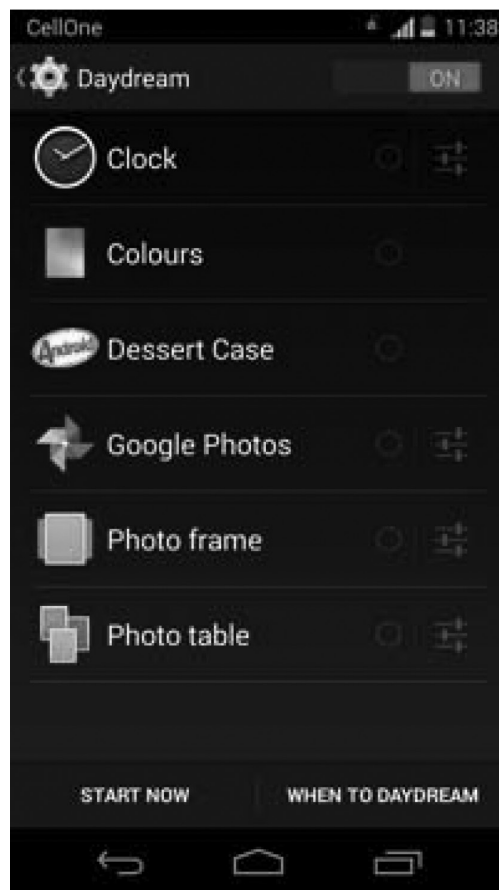 CellOne 11:38
Daydream ON
Clock
Colours
Android Dessert Case
Google Photos
Photo frame
Photo table
START NOW WHEN TO DAYDREAM